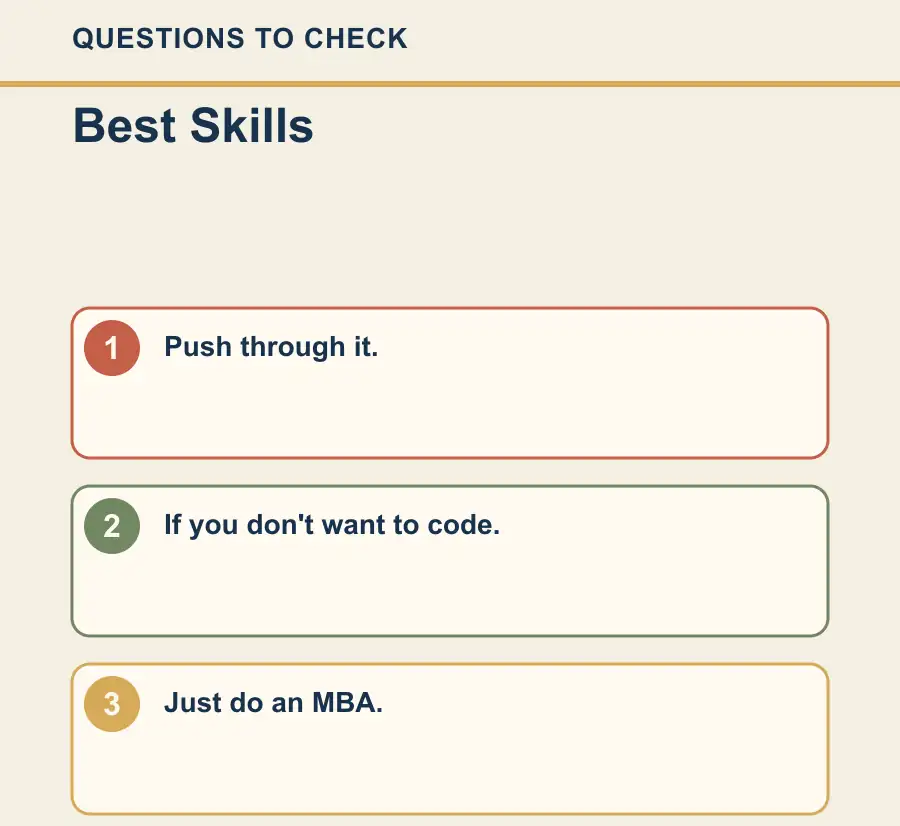 QUESTIONS TO CHECK
Best Skills
1 Push through it.
2 If you don't want to code.
3 Just do an MBA.